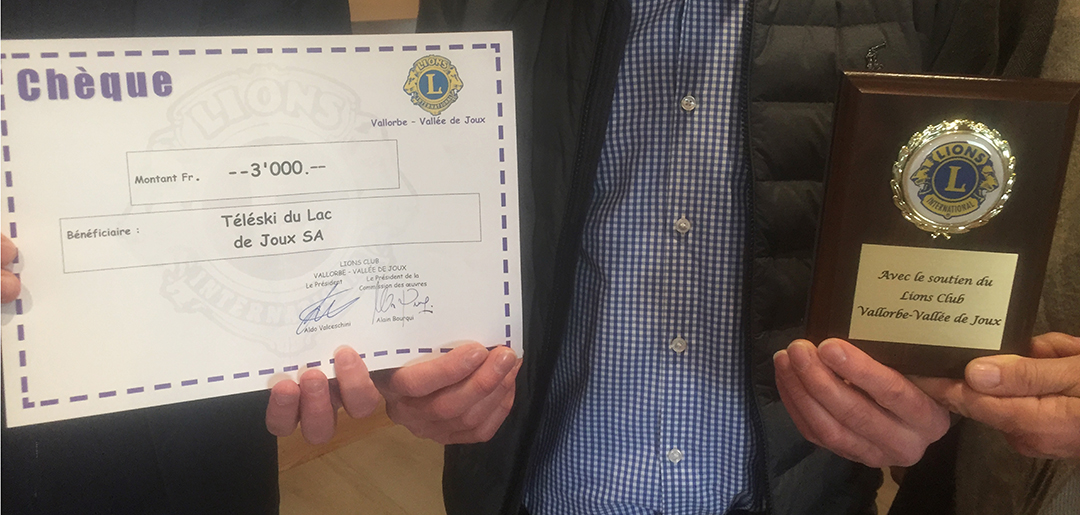 Chèque
LIONS
L
INTERNATIONAL
Vallorbe - Vallée de Joux
Montant Fr. --3'000.--
Bénéficiaire : Téléski du Lac
de Joux SA
LIONS CLUB
VALLORBE - VALLÉE DE JOUX
Le Président Le Président de la
Commission des œuvres
Aldo Valceschini Alain Bourqui
LIONS
L
INTERNATIONAL
Avec le soutien du
Lions Club
Vallorbe-Vallée de Joux